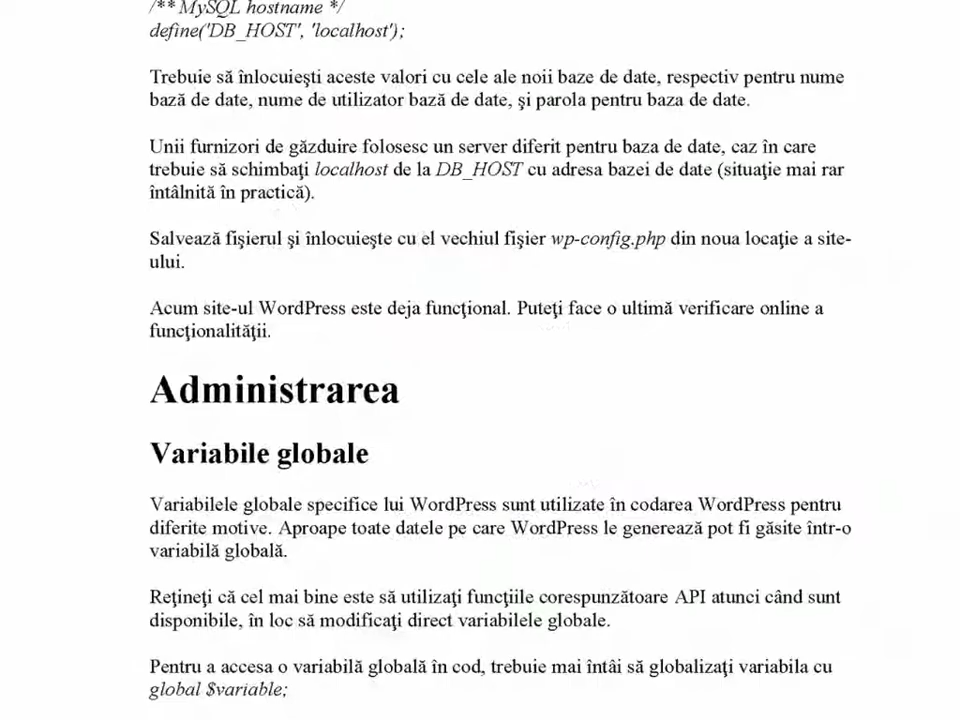 /** MySQL hostname */
define('DB_HOST', 'localhost');
Trebuie să înlocuieşti aceste valori cu cele ale noii baze de date, respectiv pentru nume
bază de date, nume de utilizator bază de date, şi parola pentru baza de date.
Unii furnizori de găzduire folosesc un server diferit pentru baza de date, caz în care
trebuie să schimbaţi localhost de la DB_HOST cu adresa bazei de date (situaţie mai rar
întâlnită în practică).
Salvează fişierul şi înlocuieşte cu el vechiul fişier wp-config.php din noua locaţie a site-
ului.
Acum site-ul WordPress este deja funcţional. Puteţi face o ultimă verificare online a
funcţionalităţii.
Administrarea
Variabile globale
Variabilele globale specifice lui WordPress sunt utilizate în codarea WordPress pentru
diferite motive. Aproape toate datele pe care WordPress le generează pot fi găsite într-o
variabilă globală.
Reţineţi că cel mai bine este să utilizaţi funcţiile corespunzătoare API atunci când sunt
disponibile, în loc să modificaţi direct variabilele globale.
Pentru a accesa o variabilă globală în cod, trebuie mai întâi să globalizaţi variabila cu
global $variable;